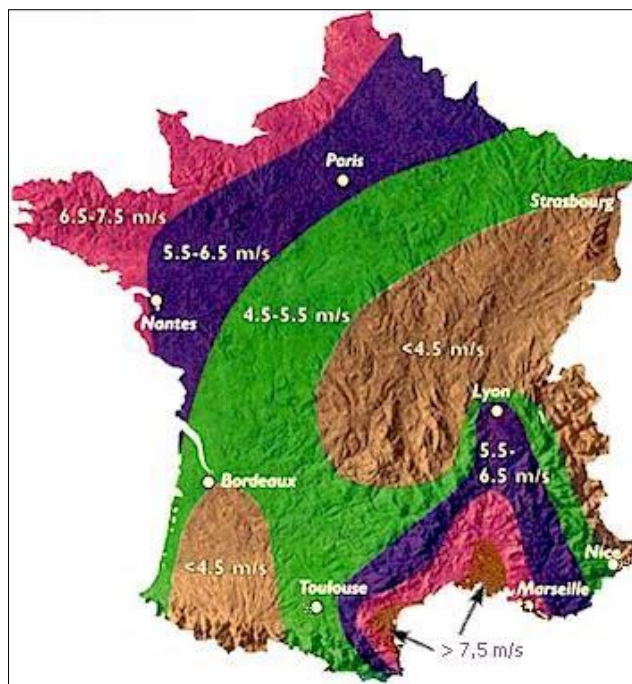 Paris
Strasbourg
6.5-7.5 m/s
5.5-6.5 m/s
Nantes
4.5-5.5 m/s
<4.5 m/s
Lyon
5.5-
6.5 m/s
Bordeaux
<4.5 m/s
Nice
Toulouse
Marseille
> 7,5 m/s